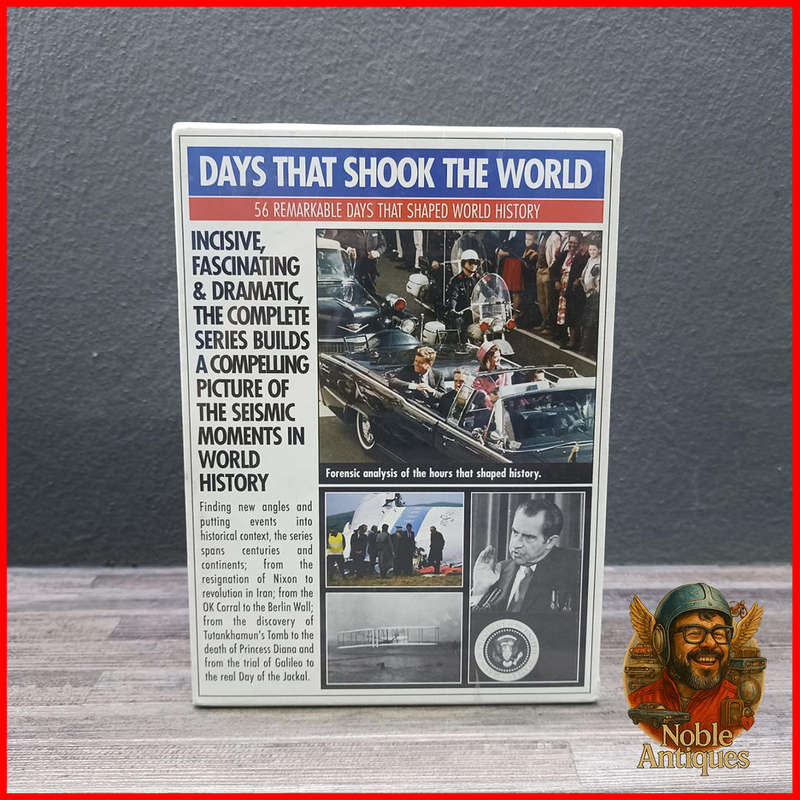 DAYS THAT SHOOK THE WORLD
56 REMARKABLE DAYS THAT SHAPED WORLD HISTORY
INCISIVE,
FASCINATING
& DRAMATIC,
THE COMPLETE
SERIES BUILDS
A COMPELLING
PICTURE OF
THE SEISMIC
MOMENTS IN
WORLD
HISTORY
Finding new angles and
putting events into
historical context, the series
spans centuries and
continents; from the
resignation of Nixon to
revolution in Iran; from the
OK Corral to the Berlin Wall;
from the discovery of
Tutankhamun's Tomb to the
death of Princess Diana and
from the trial of Galileo to
the real Day of the Jackal.
Forensic analysis of the hours that shaped history.
Noble
Antiques